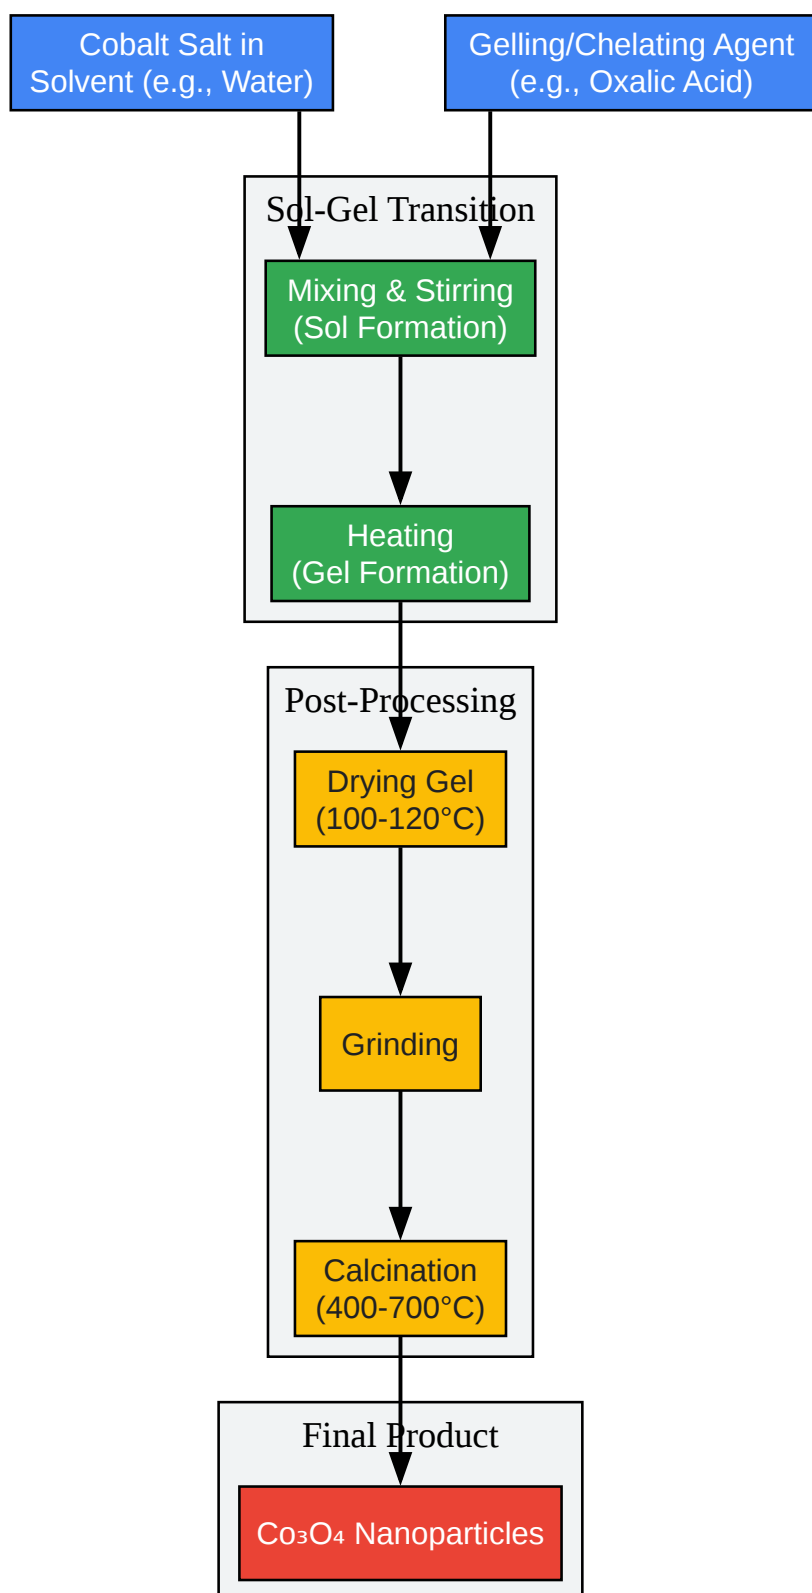 Cobalt Salt in
Solvent (e.g., Water)
Gelling/Chelating Agent
(e.g., Oxalic Acid)
Sol-Gel Transition
Mixing & Stirring
(Sol Formation)
Heating
(Gel Formation)
Post-Processing
Drying Gel
(100-120°C)
Grinding
Calcination
(400-700°C)
Final Product
Co₃O₄ Nanoparticles